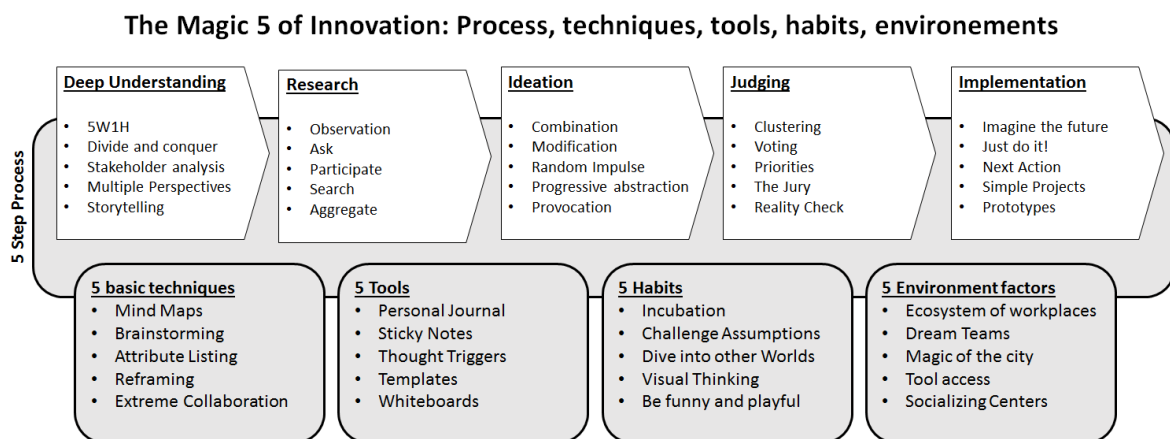 The Magic 5 of Innovation: Process, techniques, tools, habits, environements
5 Step Process
Deep Understanding
• 5W1H
• Divide and conquer
• Stakeholder analysis
• Multiple Perspectives
• Storytelling
Research
• Observation
• Ask
• Participate
• Search
• Aggregate
Ideation
• Combination
• Modification
• Random Impulse
• Progressive abstraction
• Provocation
Judging
• Clustering
• Voting
• Priorities
• The Jury
• Reality Check
Implementation
• Imagine the future
• Just do it!
• Next Action
• Simple Projects
• Prototypes
5 basic techniques
• Mind Maps
• Brainstorming
• Attribute Listing
• Reframing
• Extreme Collaboration
5 Tools
• Personal Journal
• Sticky Notes
• Thought Triggers
• Templates
• Whiteboards
5 Habits
• Incubation
• Challenge Assumptions
• Dive into other Worlds
• Visual Thinking
• Be funny and playful
5 Environment factors
• Ecosystem of workplaces
• Dream Teams
• Magic of the city
• Tool access
• Socializing Centers